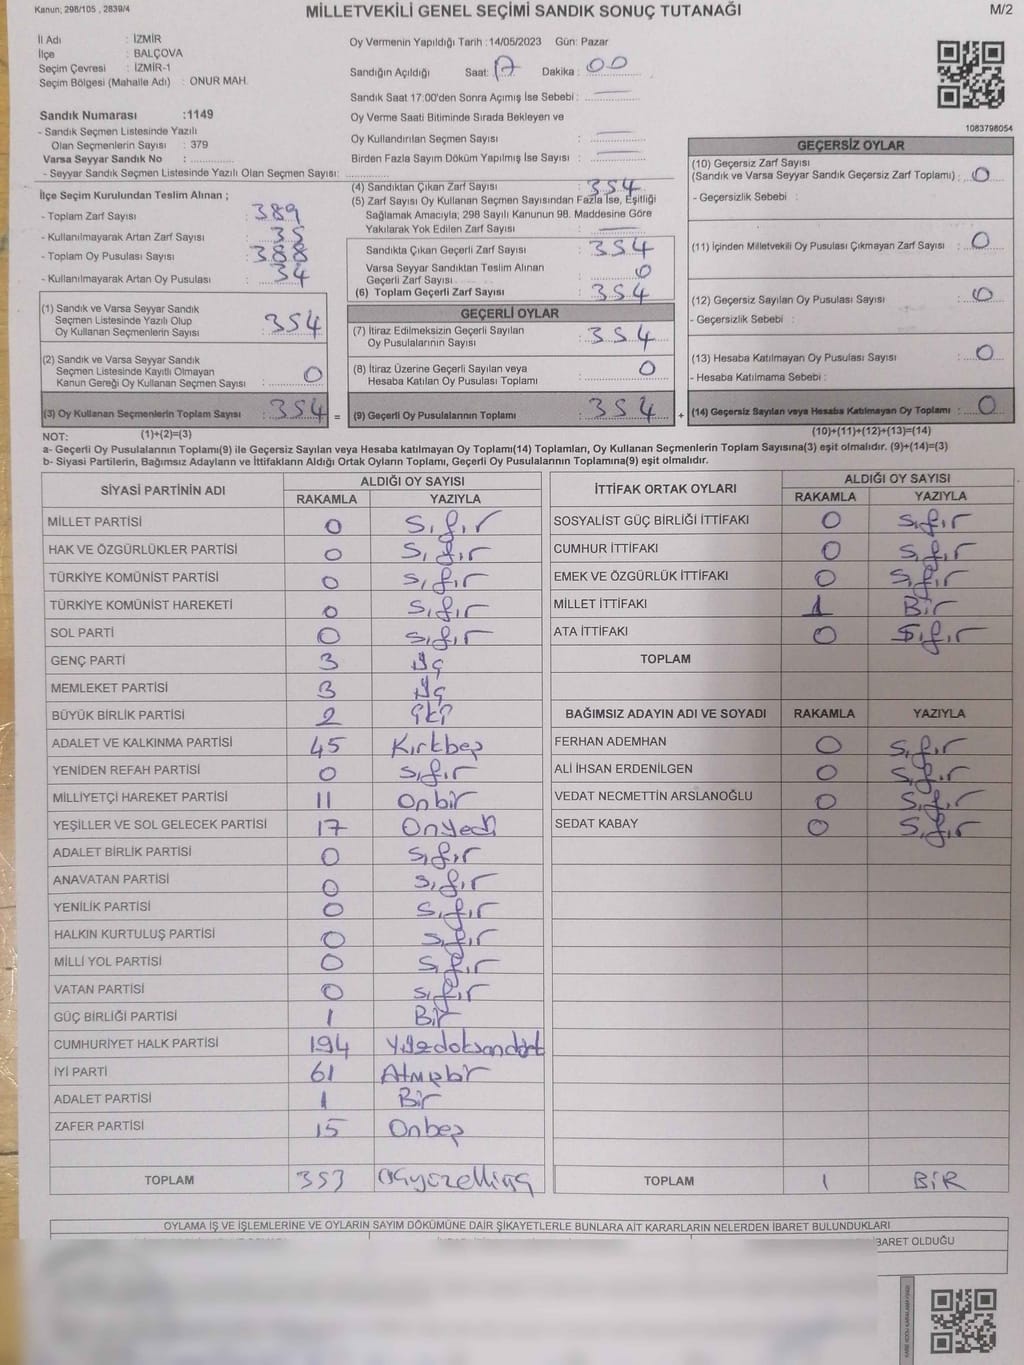 Kanun; 298/105 , 2839/4
MİLLETVEKİLİ GENEL SEÇİMİ SANDIK SONUÇ TUTANAĞI
M/2
İl Adı : İZMİR
İlçe : BALÇOVA
Seçim Çevresi : İZMİR-1
Seçim Bölgesi (Mahalle Adı) : ONUR MAH.
Sandık Numarası :1149
- Sandık Seçmen Listesinde Yazılı
Olan Seçmenlerin Sayısı : 379
Varsa Seyyar Sandık No :
- Seyyar Sandık Seçmen Listesinde Yazılı Olan Seçmen Sayısı:
Oy Vermenin Yapıldığı Tarih :14/05/2023 Gün: Pazar
Sandığın Açıldığı Saat: 17 Dakika : 00
Sandık Saat 17:00'den Sonra Açımış İse Sebebi :
Oy Verme Saati Bitiminde Sırada Bekleyen ve
Oy Kullandırılan Seçmen Sayısı :
Birden Fazla Sayım Döküm Yapılmış İse Sayısı :
1083798054
İlçe Seçim Kurulundan Teslim Alınan ;
- Toplam Zarf Sayısı : 389
- Kullanılmayarak Artan Zarf Sayısı : 35
- Toplam Oy Pusulası Sayısı : 388
- Kullanılmayarak Artan Oy Pusulası : 34
(1) Sandık ve Varsa Seyyar Sandık
Seçmen Listesinde Yazılı Olup
Oy Kullanan Seçmenlerin Sayısı : 354
(2) Sandık ve Varsa Seyyar Sandık
Seçmen Listesinde Kayıtlı Olmayan
Kanun Gereği Oy Kullanan Seçmen Sayısı : 0
(3) Oy Kullanan Seçmenlerin Toplam Sayısı : 354 =
(4) Sandıktan Çıkan Zarf Sayısı : 354
(5) Zarf Sayısı Oy Kullanan Seçmen Sayısından Fazla İse, Eşitliği
Sağlamak Amacıyla; 298 Sayılı Kanunun 98. Maddesine Göre
Yakılarak Yok Edilen Zarf Sayısı :
Sandıkta Çıkan Geçerli Zarf Sayısı : 354
Varsa Seyyar Sandıktan Teslim Alınan
Geçerli Zarf Sayısı : 0
(6) Toplam Geçerli Zarf Sayısı : 354
GEÇERLİ OYLAR
(7) İtiraz Edilmeksizin Geçerli Sayılan
Oy Pusulalarının Sayısı : 354
(8) İtiraz Üzerine Geçerli Sayılan veya
Hesaba Katılan Oy Pusulası Toplamı : 0
(9) Geçerli Oy Pusulalarının Toplamı : 354 +
GEÇERSİZ OYLAR
(10) Geçersiz Zarf Sayısı
(Sandık ve Varsa Seyyar Sandık Geçersiz Zarf Toplamı) : 0
- Geçersizlik Sebebi :
(11) İçinden Milletvekili Oy Pusulası Çıkmayan Zarf Sayısı : 0
(12) Geçersiz Sayılan Oy Pusulası Sayısı : 0
- Geçersizlik Sebebi :
(13) Hesaba Katılmayan Oy Pusulası Sayısı : 0
- Hesaba Katılmama Sebebi :
(14) Geçersiz Sayılan veya Hesaba Katılmayan Oy Toplamı : 0
NOT: (1)+(2)=(3) (10)+(11)+(12)+(13)=(14)
a- Geçerli Oy Pusulalarının Toplamı(9) ile Geçersiz Sayılan veya Hesaba katılmayan Oy Toplamı(14) Toplamları, Oy Kullanan Seçmenlerin Toplam Sayısına(3) eşit olmalıdır. (9)+(14)=(3)
b- Siyasi Partilerin, Bağımsız Adayların ve İttifakların Aldığı Ortak Oyların Toplamı, Geçerli Oy Pusulalarının Toplamına(9) eşit olmalıdır.
SİYASİ PARTİNİN ADI ALDIĞI OY SAYISI
RAKAMLA YAZIYLA
MİLLET PARTİSİ 0 Sıfır
HAK VE ÖZGÜRLÜKLER PARTİSİ 0 Sıfır
TÜRKİYE KOMÜNİST PARTİSİ 0 Sıfır
TÜRKİYE KOMÜNİST HAREKETİ 0 Sıfır
SOL PARTİ 0 Sıfır
GENÇ PARTİ 3 Üç
MEMLEKET PARTİSİ 3 Üç
BÜYÜK BİRLİK PARTİSİ 2 İki
ADALET VE KALKINMA PARTİSİ 45 Kırkbeş
YENİDEN REFAH PARTİSİ 0 Sıfır
MİLLİYETÇİ HAREKET PARTİSİ 11 Onbir
YEŞİLLER VE SOL GELECEK PARTİSİ 17 Onyedi
ADALET BİRLİK PARTİSİ 0 Sıfır
ANAVATAN PARTİSİ 0 Sıfır
YENİLİK PARTİSİ 0 Sıfır
HALKIN KURTULUŞ PARTİSİ 0 Sıfır
MİLLİ YOL PARTİSİ 0 Sıfır
VATAN PARTİSİ 0 Sıfır
GÜÇ BİRLİĞİ PARTİSİ 1 Bir
CUMHURİYET HALK PARTİSİ 194 Yüzdoksandört
İYİ PARTİ 61 Atmışbir
ADALET PARTİSİ 1 Bir
ZAFER PARTİSİ 15 Onbeş
TOPLAM 353 Üçyüzelliüç
İTTİFAK ORTAK OYLARI ALDIĞI OY SAYISI
RAKAMLA YAZIYLA
SOSYALİST GÜÇ BİRLİĞİ İTTİFAKI 0 Sıfır
CUMHUR İTTİFAKI 0 Sıfır
EMEK VE ÖZGÜRLÜK İTTİFAKI 0 Sıfır
MİLLET İTTİFAKI 1 Bir
ATA İTTİFAKI 0 Sıfır
TOPLAM
BAĞIMSIZ ADAYIN ADI VE SOYADI RAKAMLA YAZIYLA
FERHAN ADEMHAN 0 Sıfır
ALİ İHSAN ERDENİLGEN 0 Sıfır
VEDAT NECMETTİN ARSLANOĞLU 0 Sıfır
SEDAT KABAY 0 Sıfır
TOPLAM 1 BİR
OYLAMA İŞ VE İŞLEMLERİNE VE OYLARIN SAYIM DÖKÜMÜNE DAİR ŞİKAYETLERLE BUNLARA AİT KARARLARIN NELERDEN İBARET BULUNDUKLARI
İBARET OLDUĞU